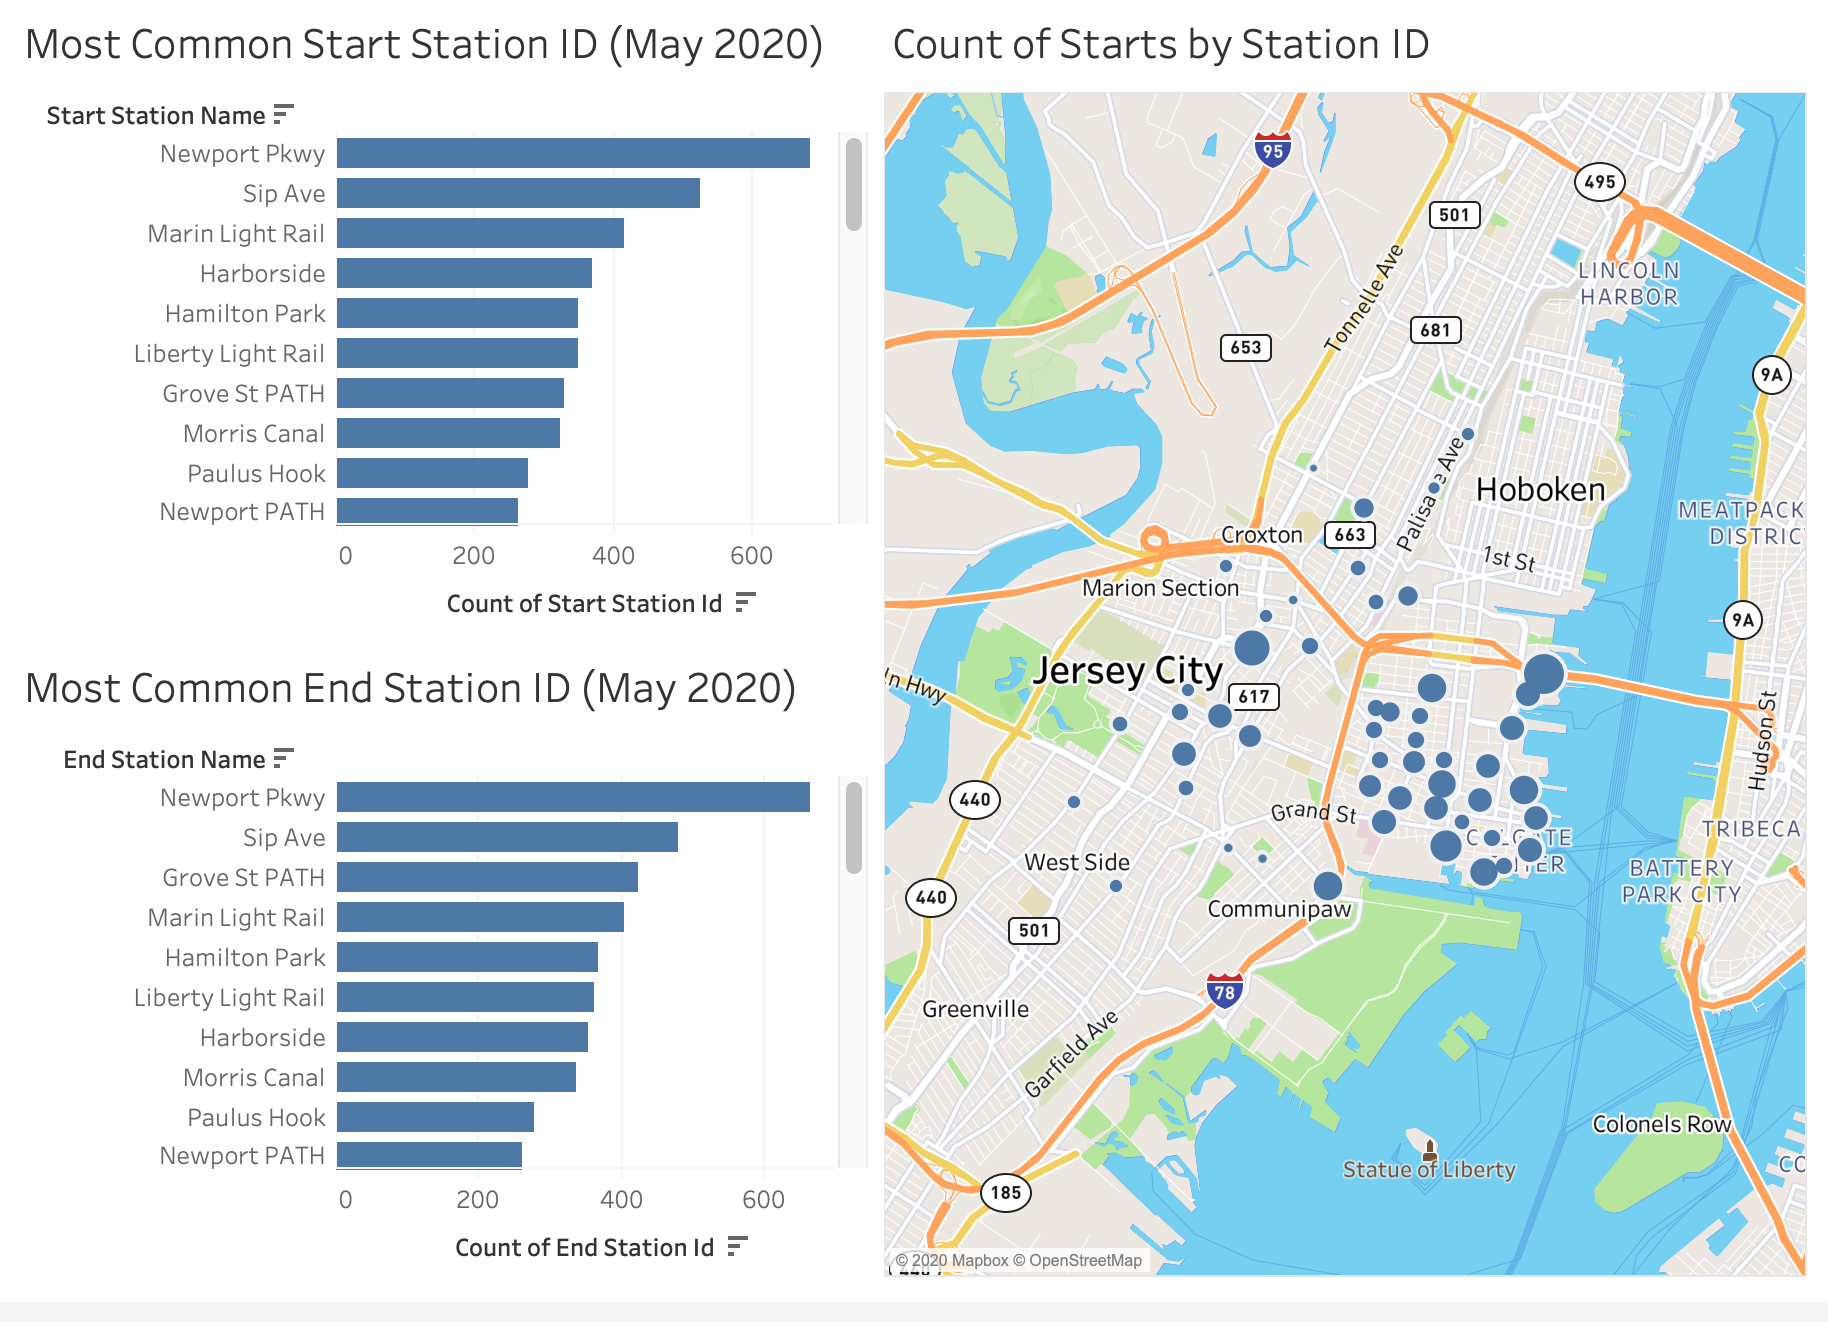 Most Common Start Station ID (May 2020)
Start Station Name
Newport Pkwy
Sip Ave
Marin Light Rail
Harborside
Hamilton Park
Liberty Light Rail
Grove St PATH
Morris Canal
Paulus Hook
Newport PATH
0 200 400 600
Count of Start Station Id
Most Common End Station ID (May 2020)
End Station Name
Newport Pkwy
Sip Ave
Grove St PATH
Marin Light Rail
Hamilton Park
Liberty Light Rail
Harborside
Morris Canal
Paulus Hook
Newport PATH
0 200 400 600
Count of End Station Id
Count of Starts by Station ID
95
495
501
LINCOLN
HARBOR
Tonnelle Ave
681
653
9A
Hoboken
MEATPACK
DISTRIC
Croxton
663
1st St
Marion Section
9A
Jersey City
617
ln Hwy
Hudson St
440
Grand St
TRIBECA
West Side
BATTERY
PARK CITY
440
Communipaw
501
78
Greenville
Garfield Ave
Colonels Row
Statue of Liberty
CO
185
© 2020 Mapbox © OpenStreetMap